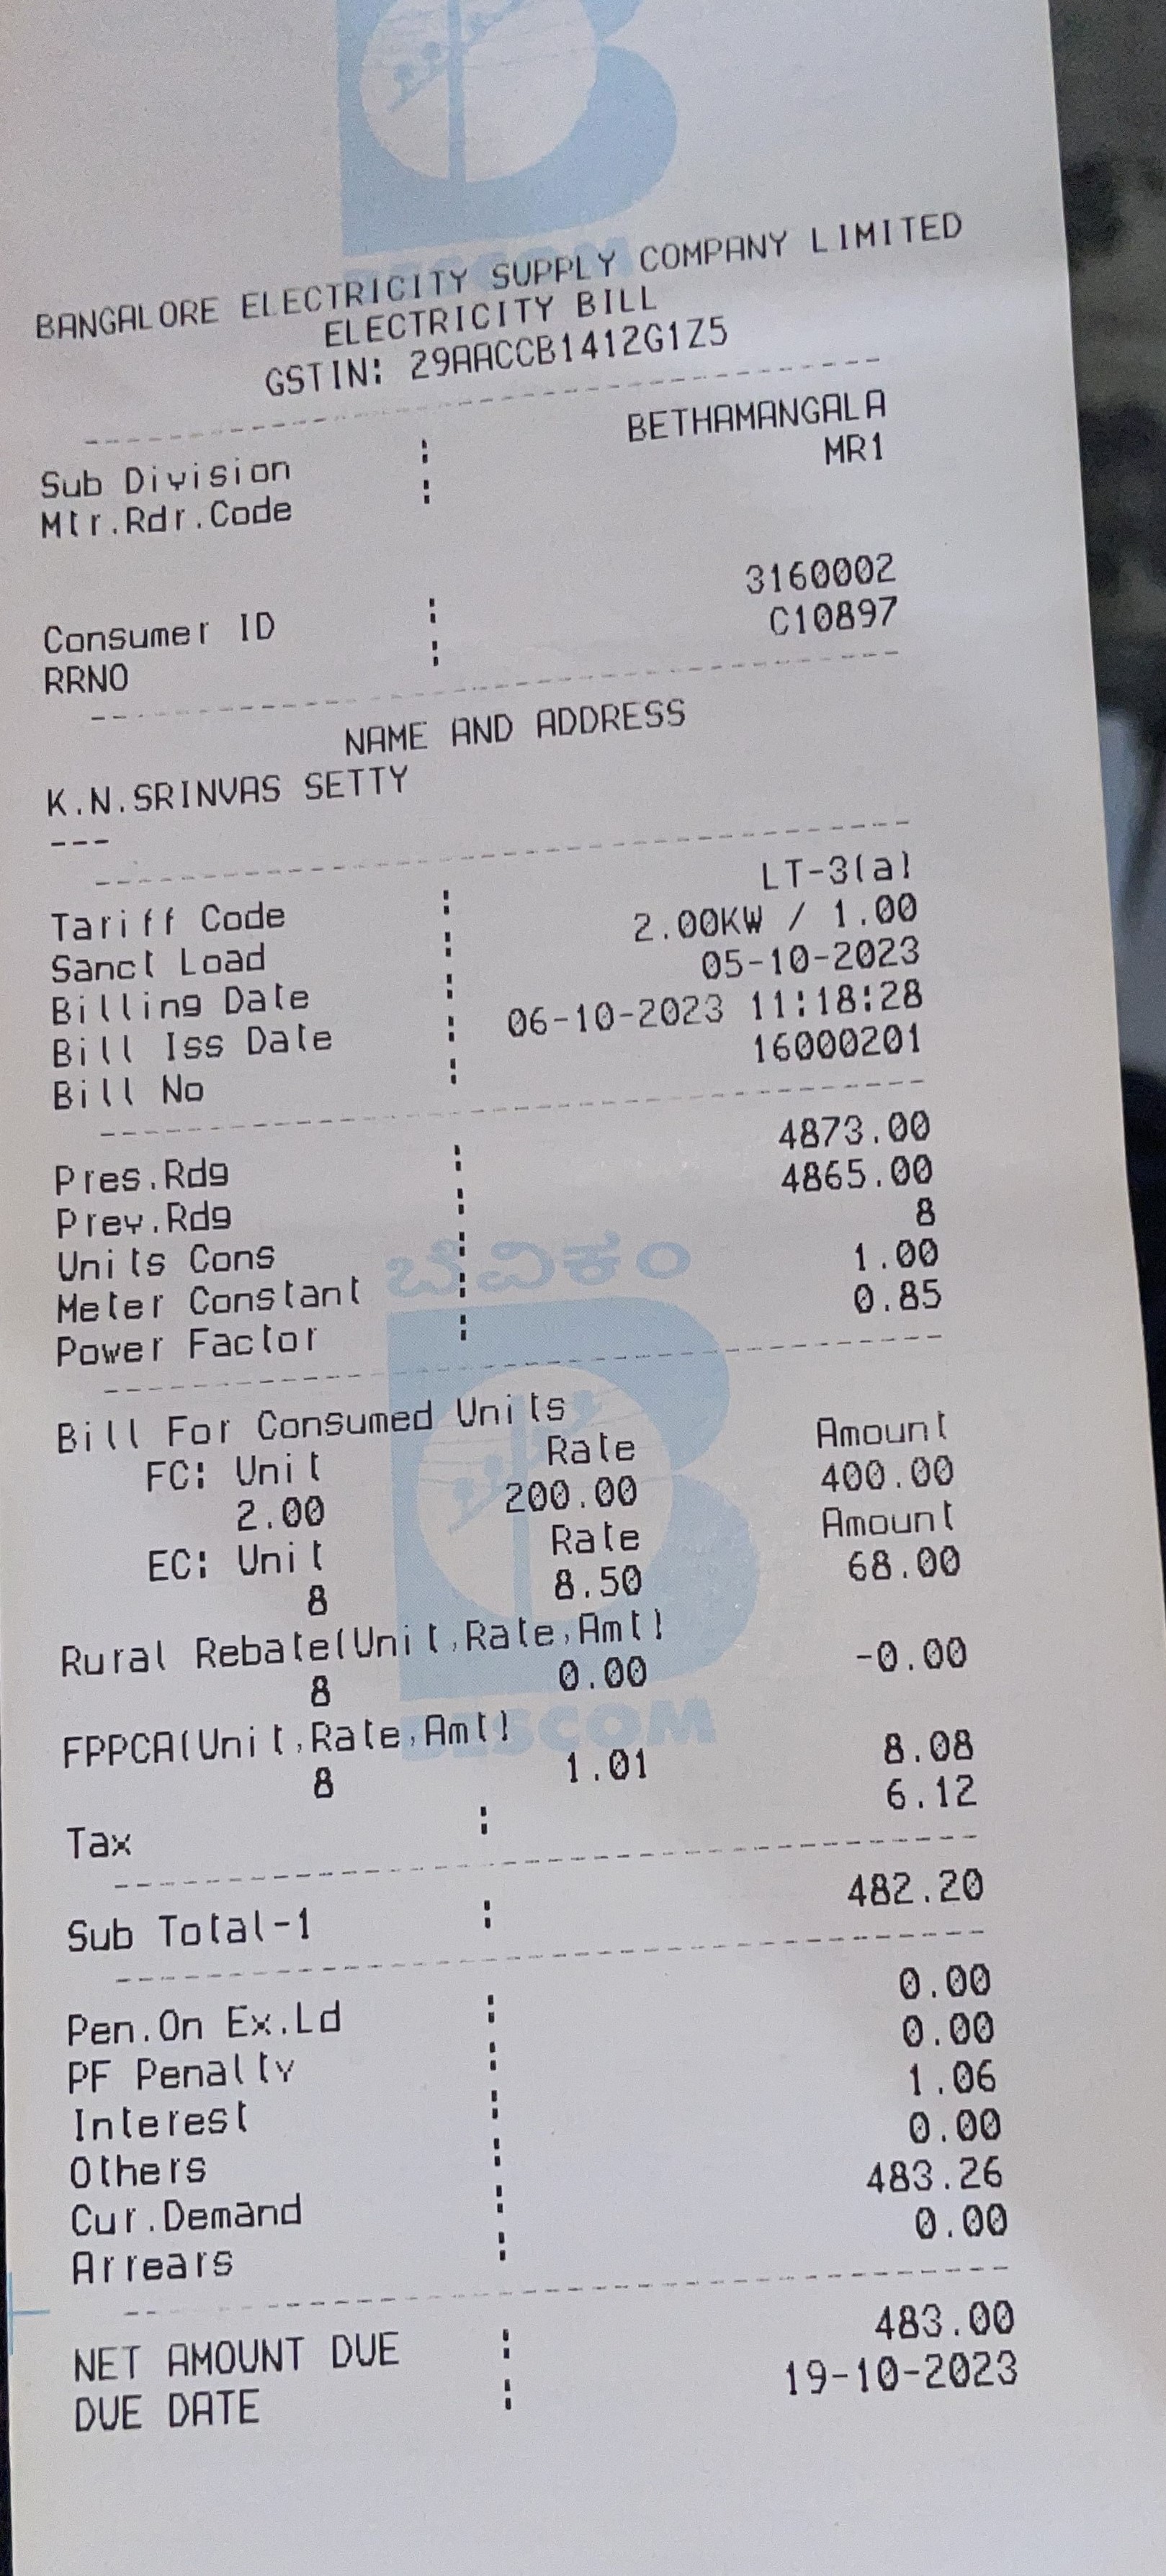 BESCOM
BANGALORE ELECTRICITY SUPPLY COMPANY LIMITED
ELECTRICITY BILL
GSTIN: 29AACCB1412G1Z5
Sub Division : BETHAMANGALA
Mtr.Rdr.Code : MR1
Consumer ID : 3160002
RRNO : C10897
NAME AND ADDRESS
K.N.SRINVAS SETTY
---
Tariff Code : LT-3(a)
Sanct Load : 2.00KW / 1.00
Billing Date : 05-10-2023
Bill Iss Date : 06-10-2023 11:18:28
Bill No : 16000201
Pres.Rdg : 4873.00
Prev.Rdg : 4865.00
Units Cons : 8
ಬೆವಿಕಂ
Meter Constant : 1.00
Power Factor : 0.85
Bill For Consumed Units
FC: Unit Rate Amount
2.00 200.00 400.00
EC: Unit Rate Amount
8 8.50 68.00
Rural Rebate(Unit,Rate,Amt)
8 0.00 -0.00
BESCOM
FPPCA(Unit,Rate,Amt)
8 1.01 8.08
Tax : 6.12
Sub Total-1 : 482.20
Pen.On Ex.Ld : 0.00
PF Penalty : 0.00
Interest : 1.06
Others : 0.00
Cur.Demand : 483.26
Arrears : 0.00
NET AMOUNT DUE : 483.00
DUE DATE : 19-10-2023